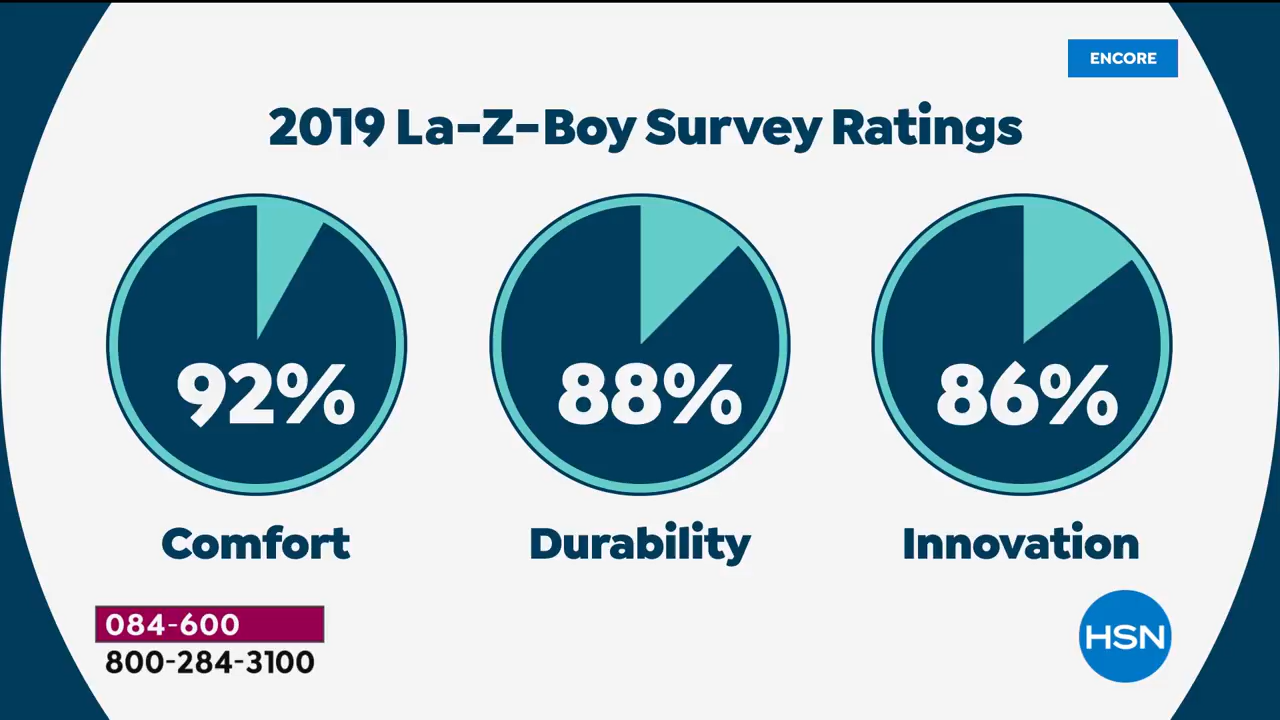 ENCORE
2019 La-Z-Boy Survey Ratings
92%
88%
86%
Comfort
Durability
Innovation
084-600
800-284-3100
HSN